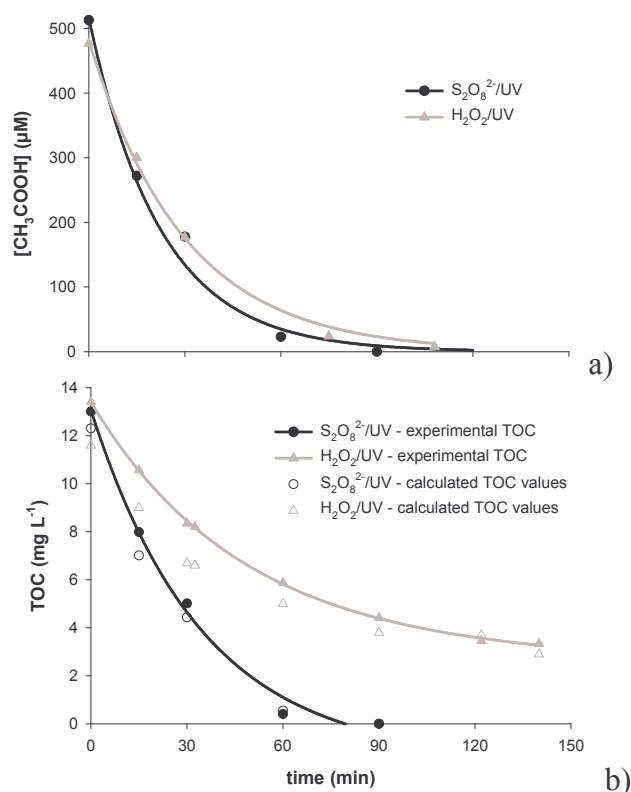 500
400
300
200
100
0
[CH₃COOH] (µM)
S₂O₈²⁻/UV
H₂O₂/UV
a)
14
12
10
8
6
4
2
0
TOC (mg L⁻¹)
S₂O₈²⁻/UV - experimental TOC
H₂O₂/UV - experimental TOC
S₂O₈²⁻/UV - calculated TOC values
H₂O₂/UV - calculated TOC values
0 30 60 90 120 150
time (min)
b)